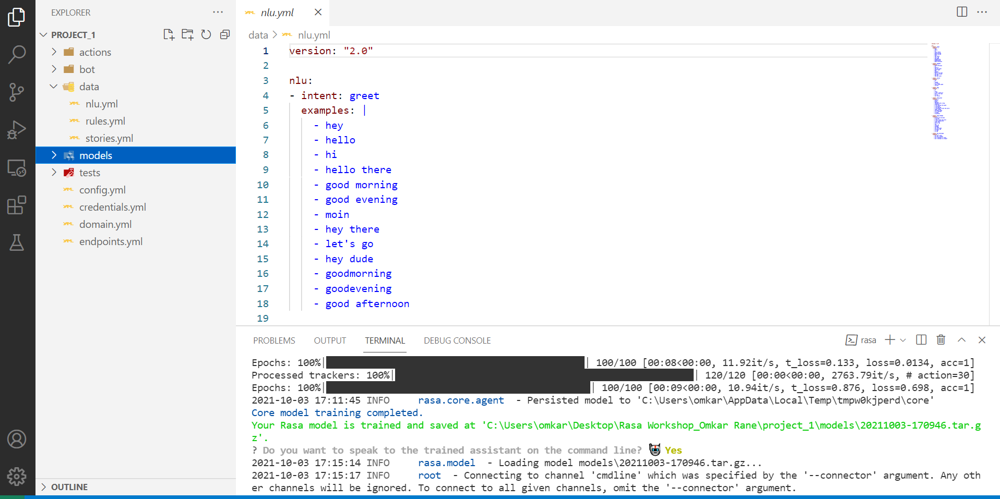 EXPLORER
PROJECT_1
actions
bot
data
nlu.yml
rules.yml
stories.yml
models
tests
config.yml
credentials.yml
domain.yml
endpoints.yml
OUTLINE
nlu.yml
data > nlu.yml
1 version: "2.0"
2
3 nlu:
4 - intent: greet
5 examples: |
6 - hey
7 - hello
8 - hi
9 - hello there
10 - good morning
11 - good evening
12 - moin
13 - hey there
14 - let's go
15 - hey dude
16 - goodmorning
17 - goodevening
18 - good afternoon
19
PROBLEMS OUTPUT TERMINAL DEBUG CONSOLE rasa
Epochs: 100%| | 100/100 [00:08<00:00, 11.92it/s, t_loss=0.133, loss=0.0134, acc=1]
Processed trackers: 100%| | 120/120 [00:00<00:00, 2763.79it/s, # action=30]
Epochs: 100%| | 100/100 [00:09<00:00, 10.94it/s, t_loss=0.876, loss=0.698, acc=1]
2021-10-03 17:11:45 INFO rasa.core.agent - Persisted model to 'C:\Users\omkar\AppData\Local\Temp\tmpw0kjperd\core'
Core model training completed.
Your Rasa model is trained and saved at 'C:\Users\omkar\Desktop\Rasa Workshop_Omkar Rane\project_1\models\20211003-170946.tar.g
z'.
? Do you want to speak to the trained assistant on the command line? 🤖 Yes
2021-10-03 17:15:14 INFO rasa.model - Loading model models\20211003-170946.tar.gz...
2021-10-03 17:15:17 INFO root - Connecting to channel 'cmdline' which was specified by the '--connector' argument. Any oth
er channels will be ignored. To connect to all given channels, omit the '--connector' argument.